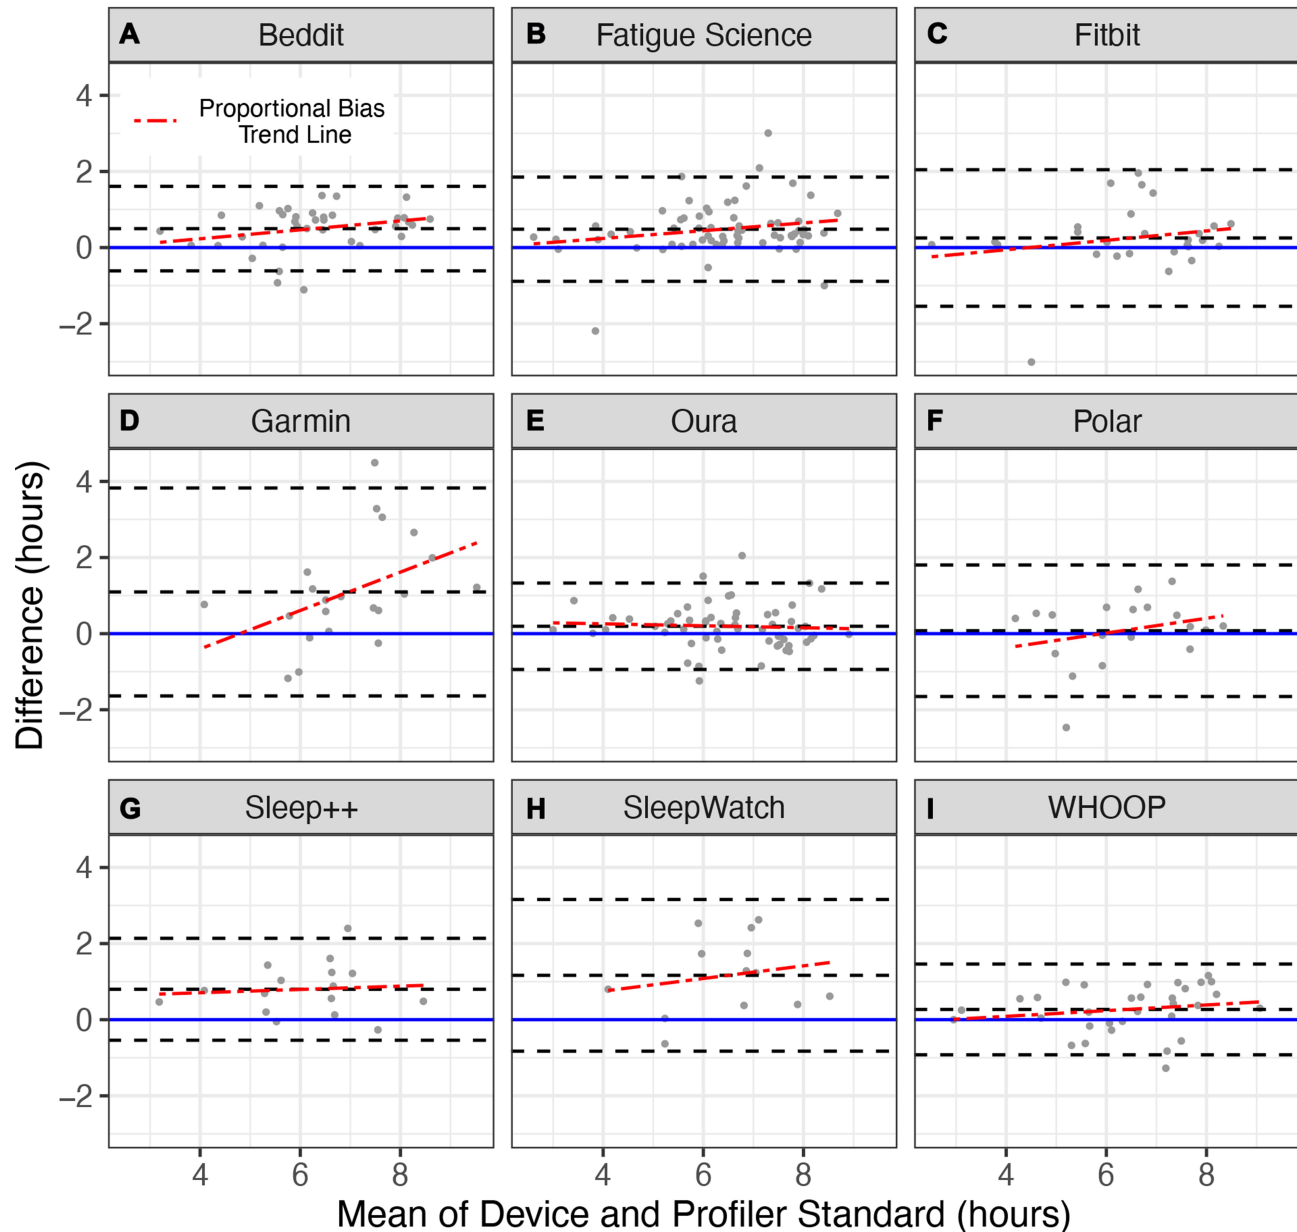 A Beddit
B Fatigue Science
C Fitbit
4
2
0
−2
Proportional Bias
Trend Line
D Garmin
E Oura
F Polar
4
2
0
−2
G Sleep++
H SleepWatch
I WHOOP
4
2
0
−2
4 6 8
4 6 8
4 6 8
Difference (hours)
Mean of Device and Profiler Standard (hours)